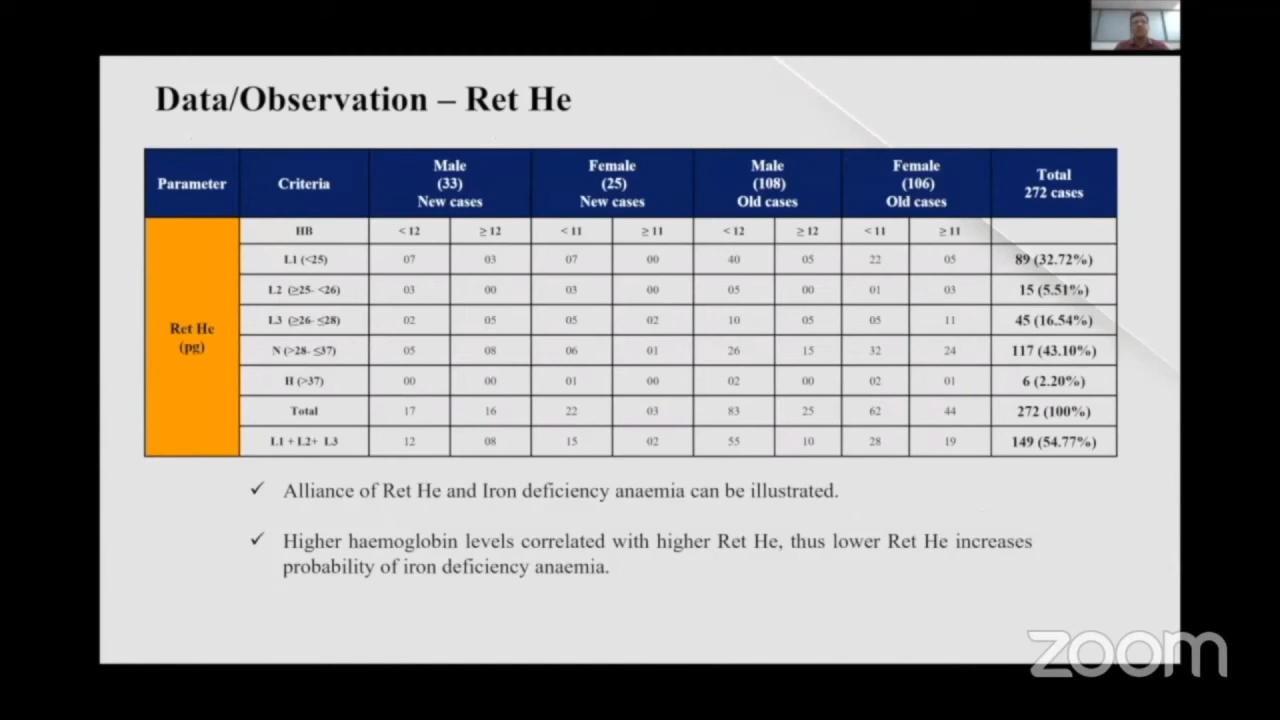 Data/Observation – Ret He
Parameter Criteria Male (33) New cases Female (25) New cases Male (108) Old cases Female (106) Old cases Total 272 cases
HB < 12 ≥ 12 < 11 ≥ 11 < 12 ≥ 12 < 11 ≥ 11
Ret He (pg)
L1 (<25) 07 03 07 00 40 05 22 05 89 (32.72%)
L2 (≥25- <26) 03 00 03 00 05 00 01 03 15 (5.51%)
L3 (≥26- ≤28) 02 05 05 02 10 05 05 11 45 (16.54%)
N (>28- ≤37) 05 08 06 01 26 15 32 24 117 (43.10%)
H (>37) 00 00 01 00 02 00 02 01 6 (2.20%)
Total 17 16 22 03 83 25 62 44 272 (100%)
L1 + L2+ L3 12 08 15 02 55 10 28 19 149 (54.77%)
✓ Alliance of Ret He and Iron deficiency anaemia can be illustrated.
✓ Higher haemoglobin levels correlated with higher Ret He, thus lower Ret He increases
probability of iron deficiency anaemia.
zoom